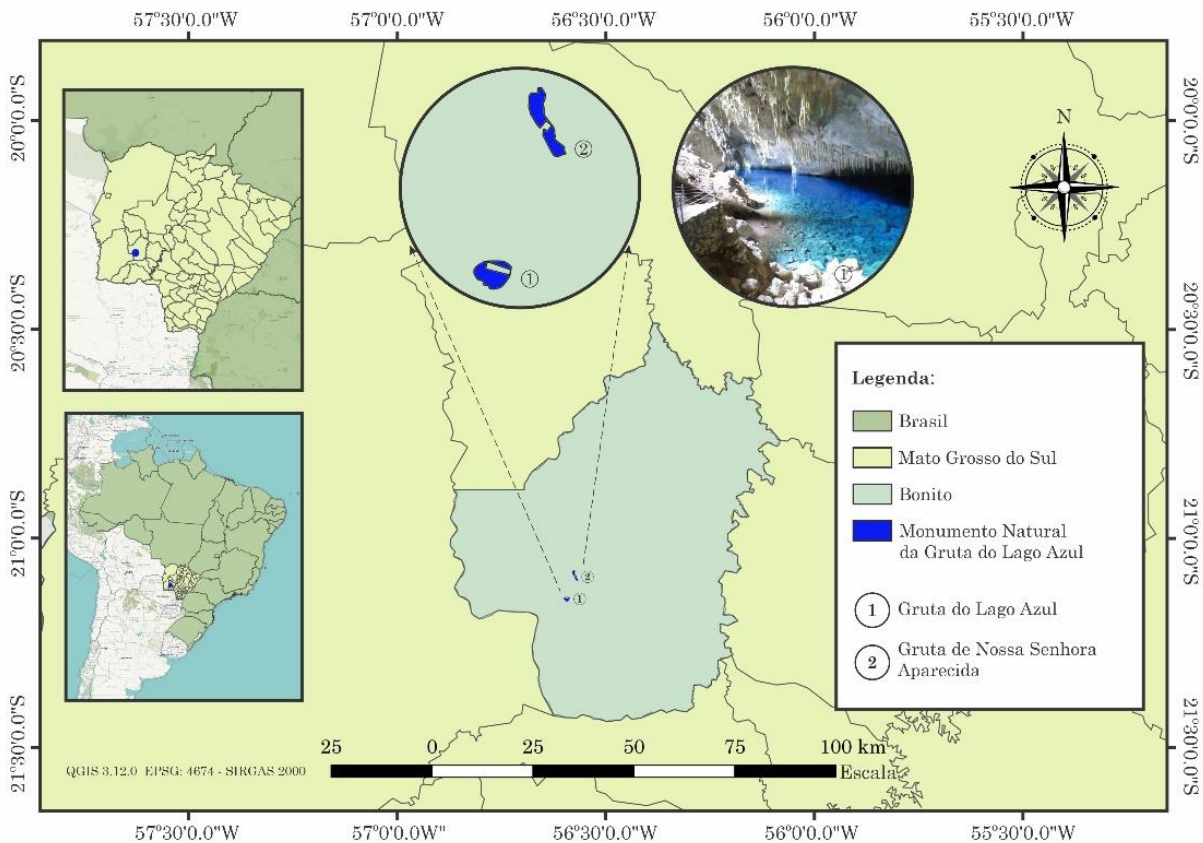 57°30'0.0"W
57°0'0.0"W
56°30'0.0"W
56°0'0.0"W
55°30'0.0"W
20°0'0.0"S
20°30'0.0"S
21°0'0.0"S
21°30'0.0"S
20°0'0.0"S
20°30'0.0"S
21°0'0.0"S
21°30'0.0"S
2
1
1
N
2
1
Legenda:
Brasil
Mato Grosso do Sul
Bonito
Monumento Natural
da Gruta do Lago Azul
1 Gruta do Lago Azul
2 Gruta de Nossa Senhora
Aparecida
25 0 25 50 75 100 km
QGIS 3.12.0 EPSG: 4674 - SIRGAS 2000
Escala
57°30'0.0"W
57°0'0.0W"
56°30'0.0"W
56°0'0.0"W
55°30'0.0"W